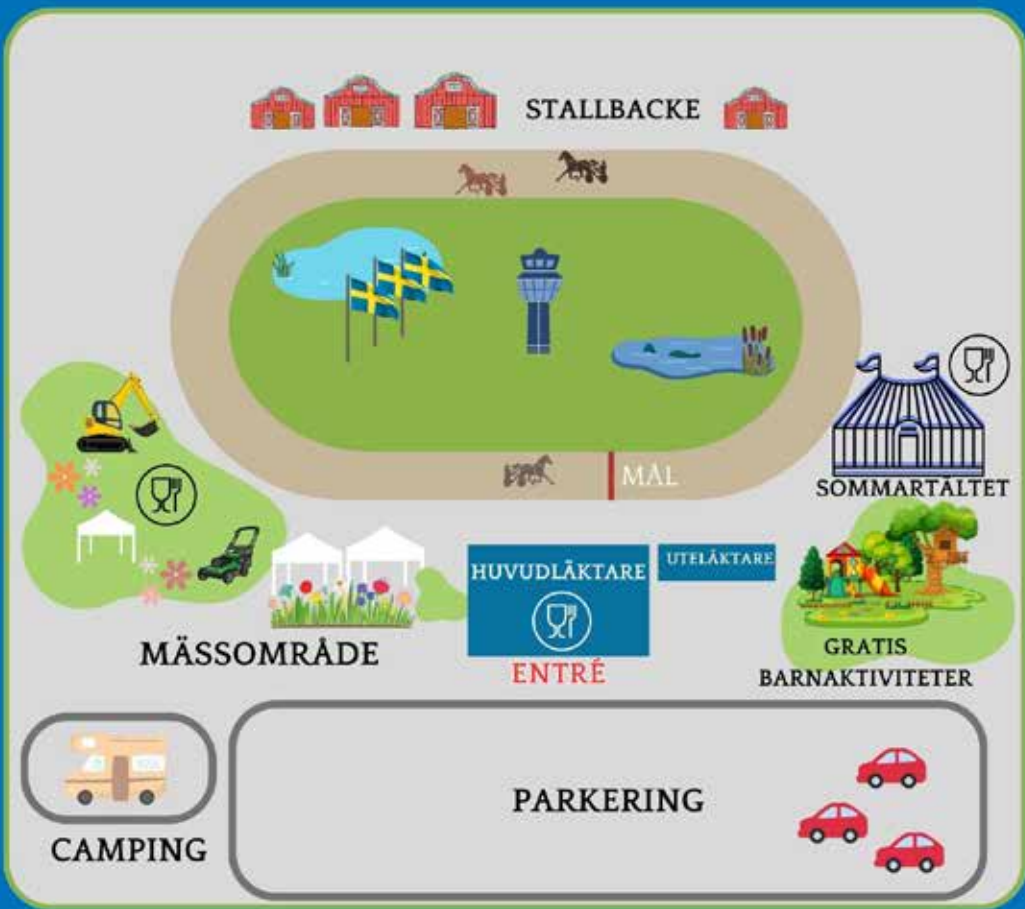 STALLBACKE
MÅL
SOMMARTÄLTET
HUVUDLÄKTARE
UTELÄKTARE
ENTRÉ
MÄSSOMRÅDE
GRATIS
BARNAKTIVITETER
CAMPING
PARKERING